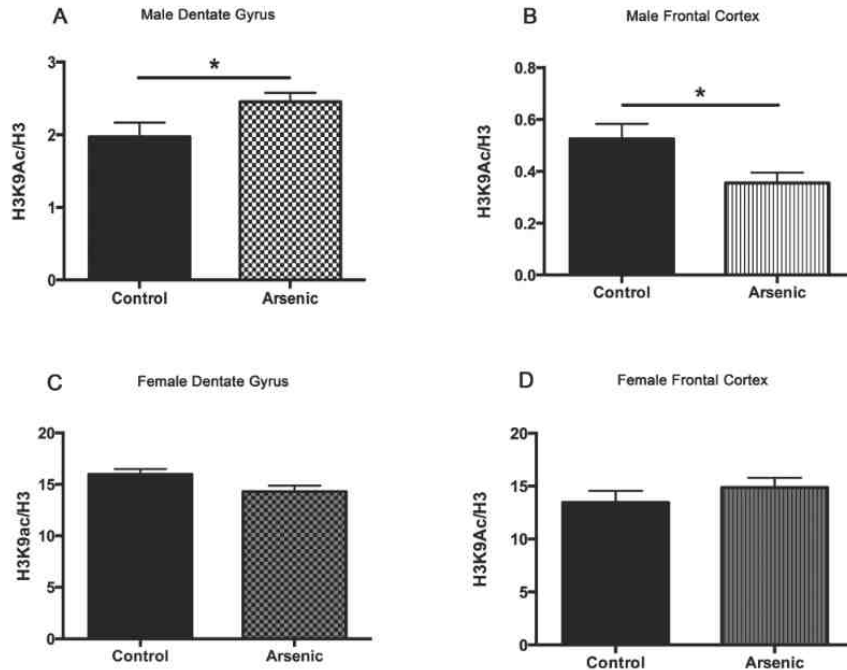 A
Male Dentate Gyrus
3
2
1
0
H3K9Ac/H3
*
Control
Arsenic
B
Male Frontal Cortex
0.8
0.6
0.4
0.2
0.0
H3K9Ac/H3
*
Control
Arsenic
C
Female Dentate Gyrus
20
15
10
5
0
H3K9ac/H3
Control
Arsenic
D
Female Frontal Cortex
20
15
10
5
0
H3K9Ac/H3
Control
Arsenic